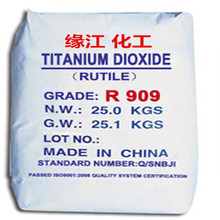 缘江 化工
TITANIUM DIOXIDE
(RUTILE)
GRADE: R 909
N.W.: 25.0 KGS
G.W.: 25.1 KGS
LOT NO.:
MADE IN CHINA
STANDARD NUMBER:Q/SNBJI
PASSED ISO9001:2008 QUALITY SYSTEM CERTIFICATION